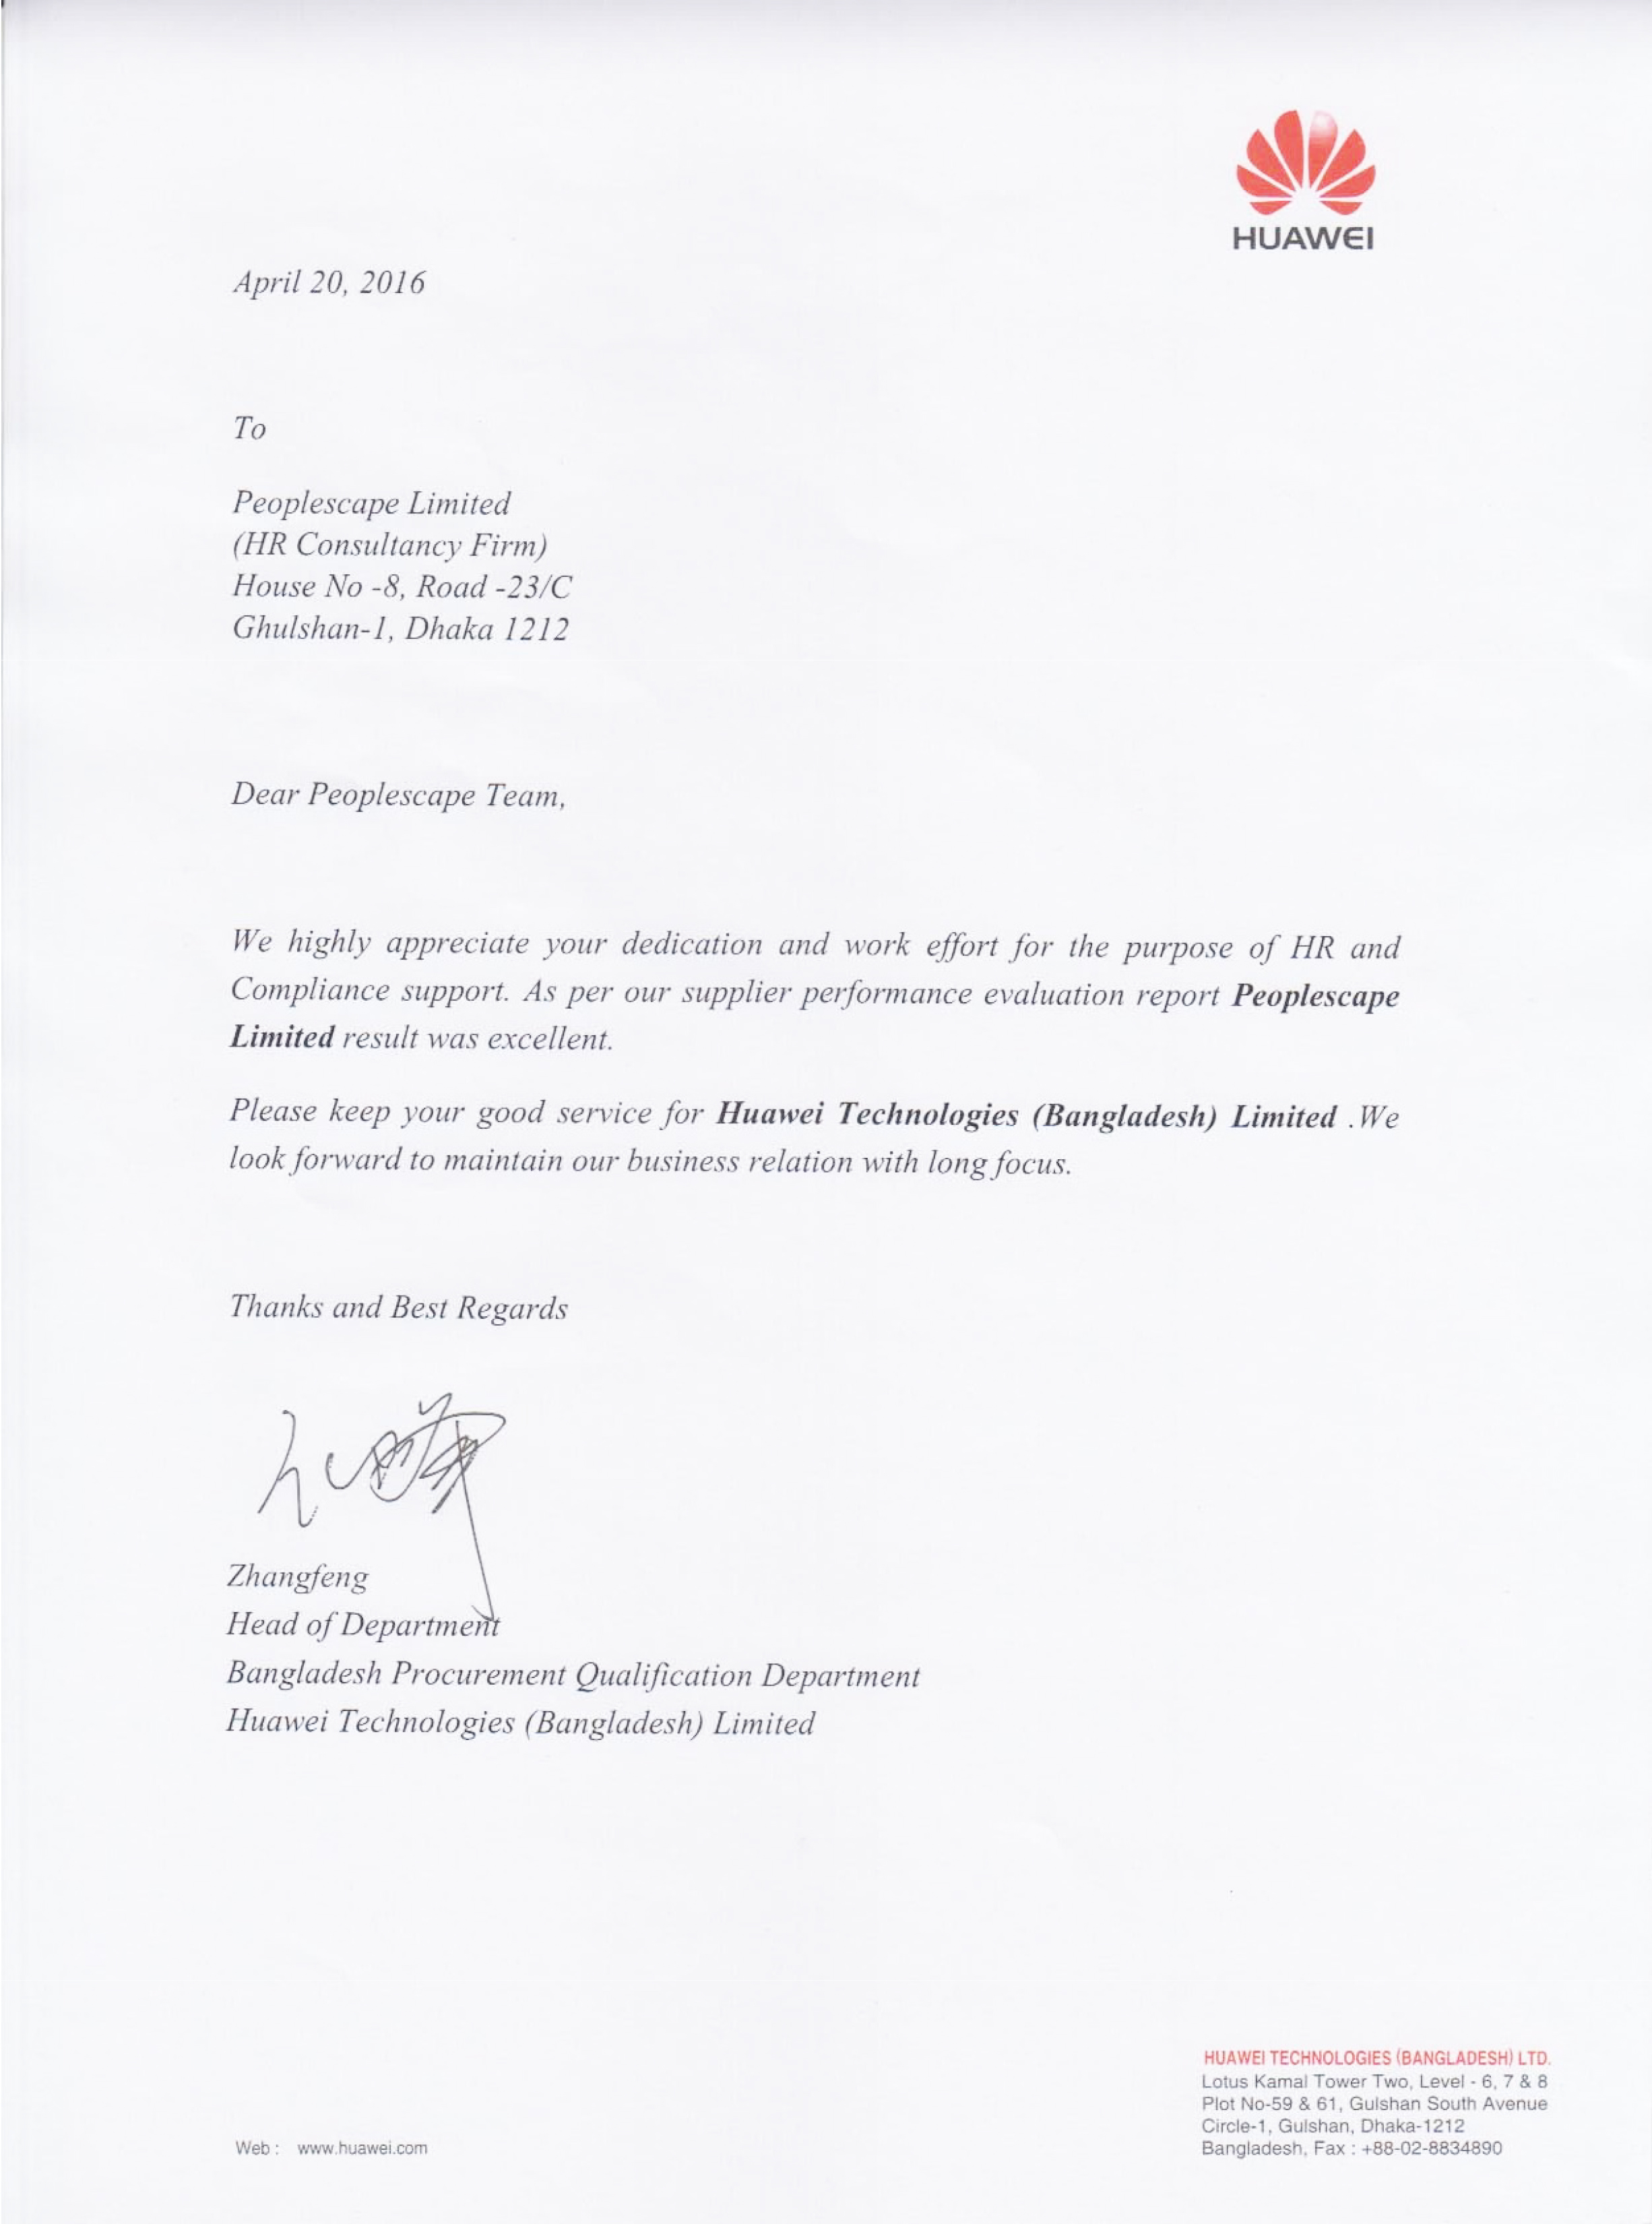 HUAWEI
April 20, 2016
To
Peoplescape Limited
(HR Consultancy Firm)
House No -8, Road -23/C
Ghulshan-1, Dhaka 1212
Dear Peoplescape Team,
We highly appreciate your dedication and work effort for the purpose of HR and
Compliance support. As per our supplier performance evaluation report Peoplescape
Limited result was excellent.
Please keep your good service for Huawei Technologies (Bangladesh) Limited .We
look forward to maintain our business relation with long focus.
Thanks and Best Regards
Zhangfeng
Head of Department
Bangladesh Procurement Qualification Department
Huawei Technologies (Bangladesh) Limited
HUAWEI TECHNOLOGIES (BANGLADESH) LTD.
Lotus Kamal Tower Two, Level - 6, 7 & 8
Plot No-59 & 61, Gulshan South Avenue
Circle-1, Gulshan, Dhaka-1212
Bangladesh, Fax : +88-02-8834890
Web : www.huawei.com